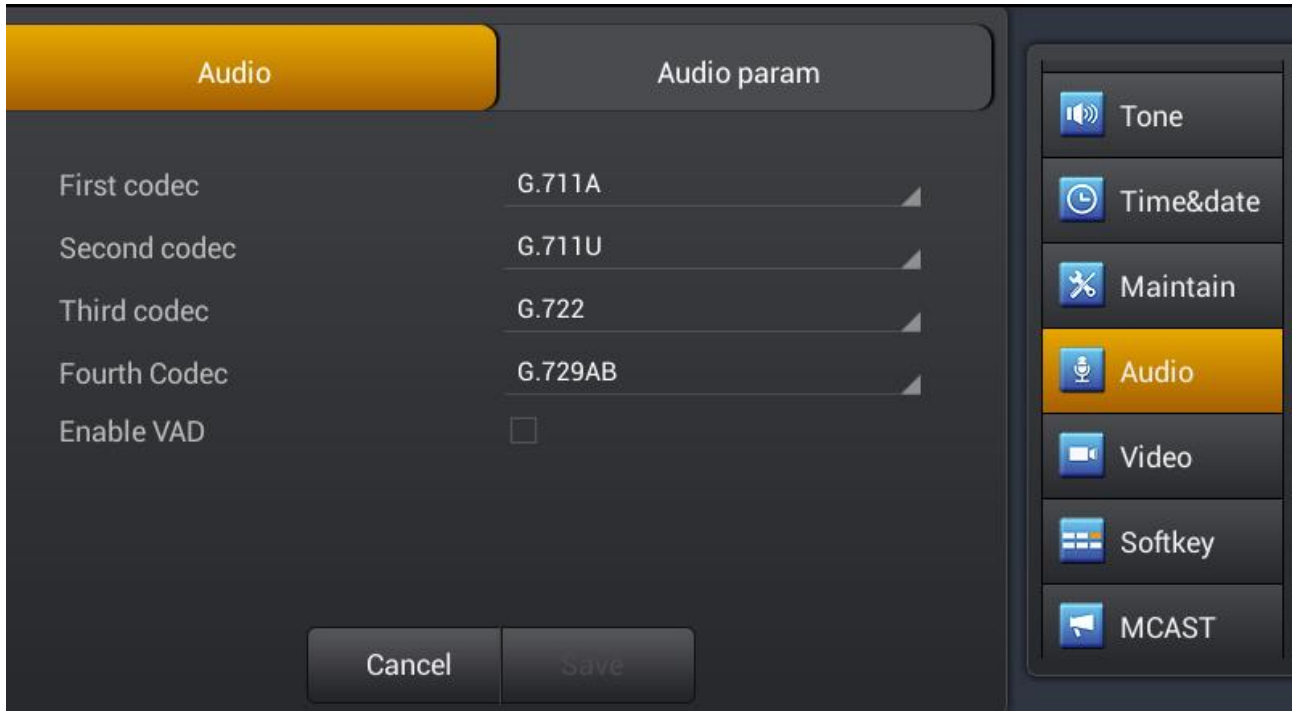 Audio
Audio param
First codec G.711A
Second codec G.711U
Third codec G.722
Fourth Codec G.729AB
Enable VAD
Cancel Save
Tone
Time&date
Maintain
Audio
Video
Softkey
MCAST